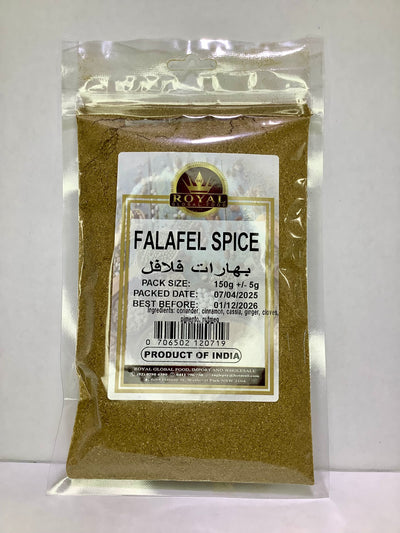 ROYAL
GLOBAL FOOD
FALAFEL SPICE
بهارات فلافل
PACK SIZE: 150g +/- 5g
PACKED DATE: 07/04/2025
BEST BEFORE: 01/12/2026
Ingredients: coriander, cinnamon, cassia, ginger, cloves,
pimento, nutmeg
0 706502 120719
PRODUCT OF INDIA
ROYAL GLOBAL FOOD, IMPORT AND WHOLESALE